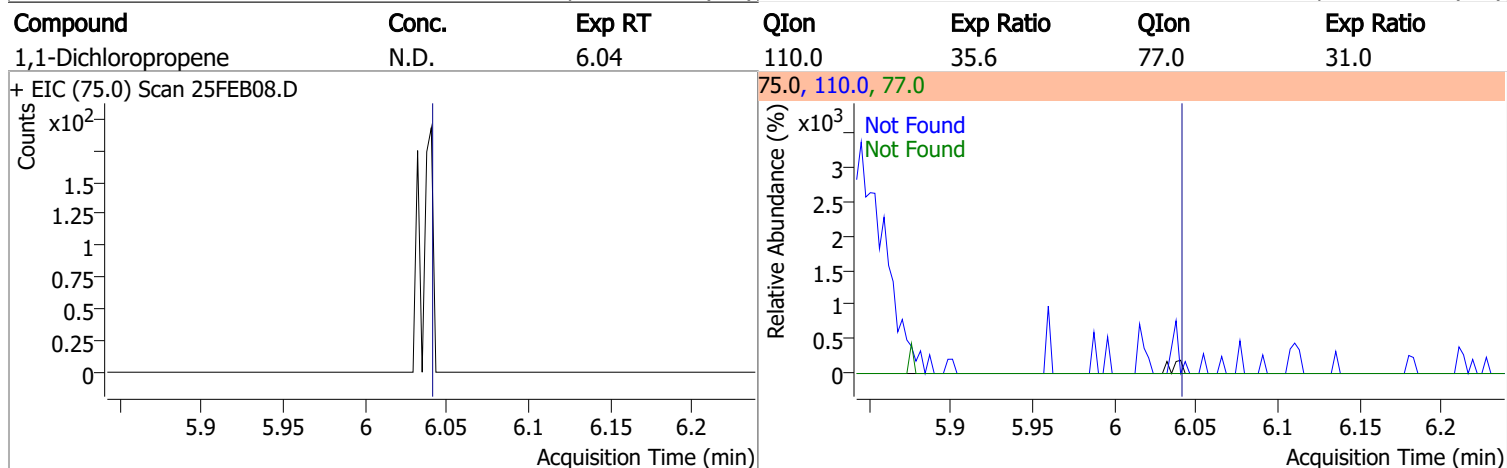 Compound Conc. Exp RT QIon Exp Ratio QIon Exp Ratio
1,1-Dichloropropene N.D. 6.04 110.0 35.6 77.0 31.0
+ EIC (75.0) Scan 25FEB08.D
Counts
x10²
1.5
1.25
1
0.75
0.5
0.25
0
5.9 5.95 6 6.05 6.1 6.15 6.2
Acquisition Time (min)
75.0, 110.0, 77.0
Relative Abundance (%)
x10³
Not Found
Not Found
3
2.5
2
1.5
1
0.5
0
5.9 5.95 6 6.05 6.1 6.15 6.2
Acquisition Time (min)